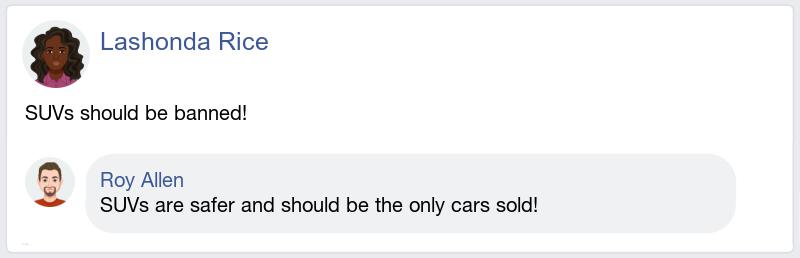 Lashonda Rice
SUVs should be banned!
Roy Allen
SUVs are safer and should be the only cars sold!